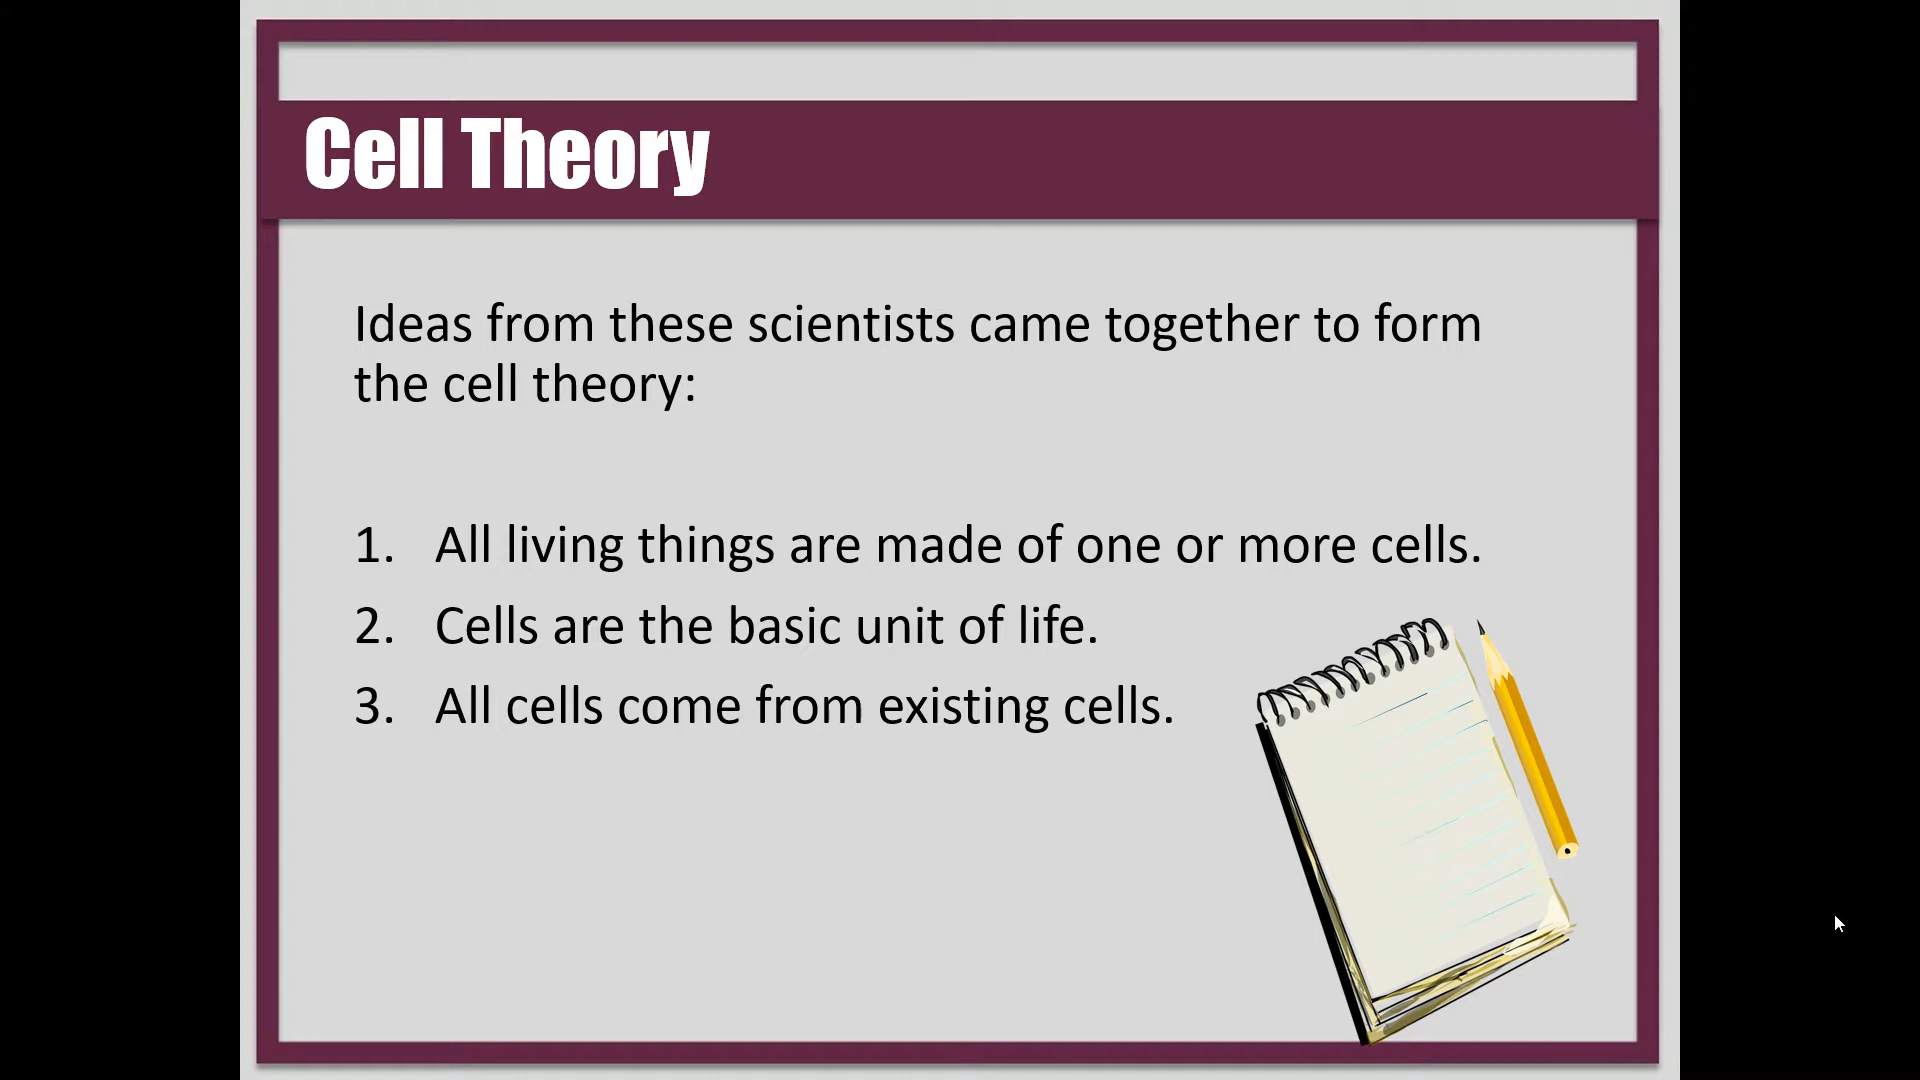 Cell Theory
Ideas from these scientists came together to form
the cell theory:
1. All living things are made of one or more cells.
2. Cells are the basic unit of life.
3. All cells come from existing cells.